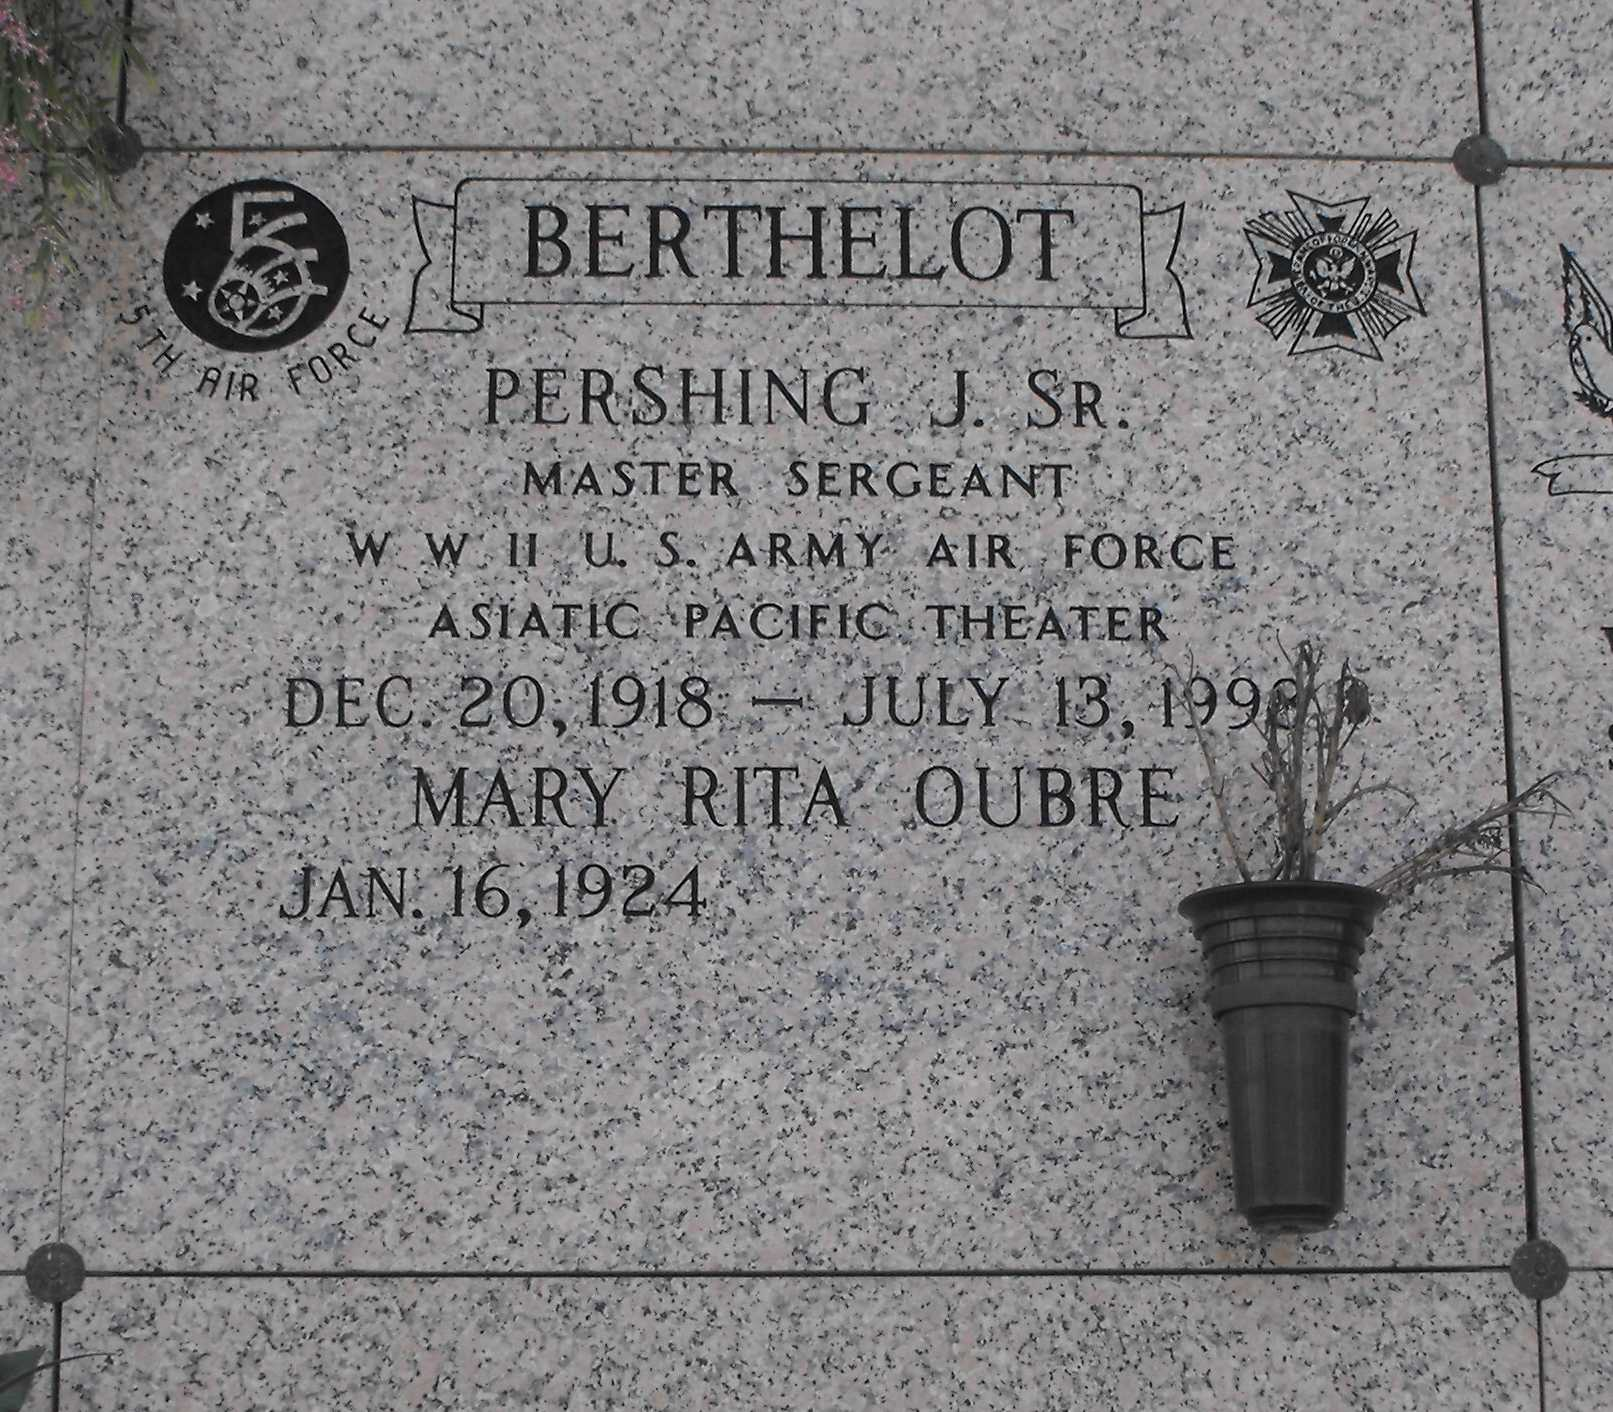 BERTHELOT
5TH AIR FORCE
PERSHING J. SR.
MASTER SERGEANT
W W II U. S. ARMY AIR FORCE
ASIATIC PACIFIC THEATER
DEC. 20, 1918 — JULY 13, 1998
MARY RITA OUBRE
JAN. 16, 1924